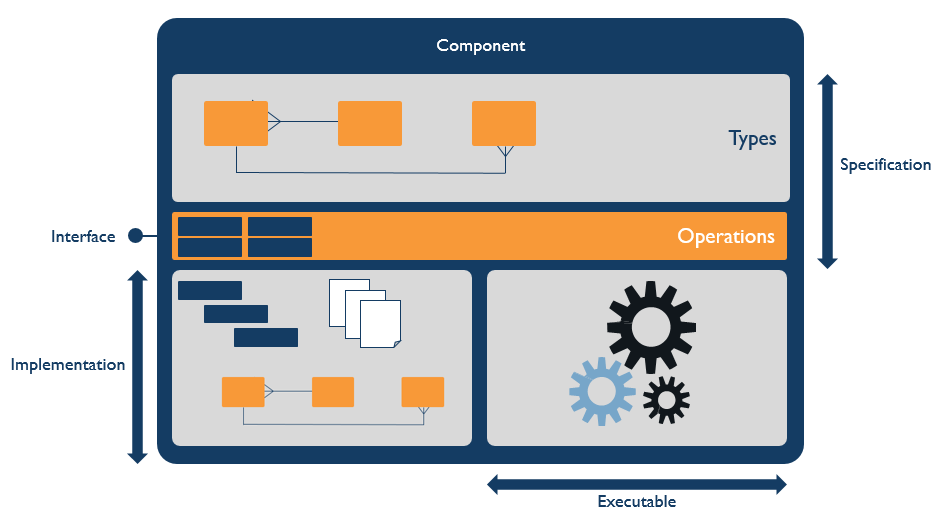 Component
Types
Specification
Interface
Operations
Implementation
Executable